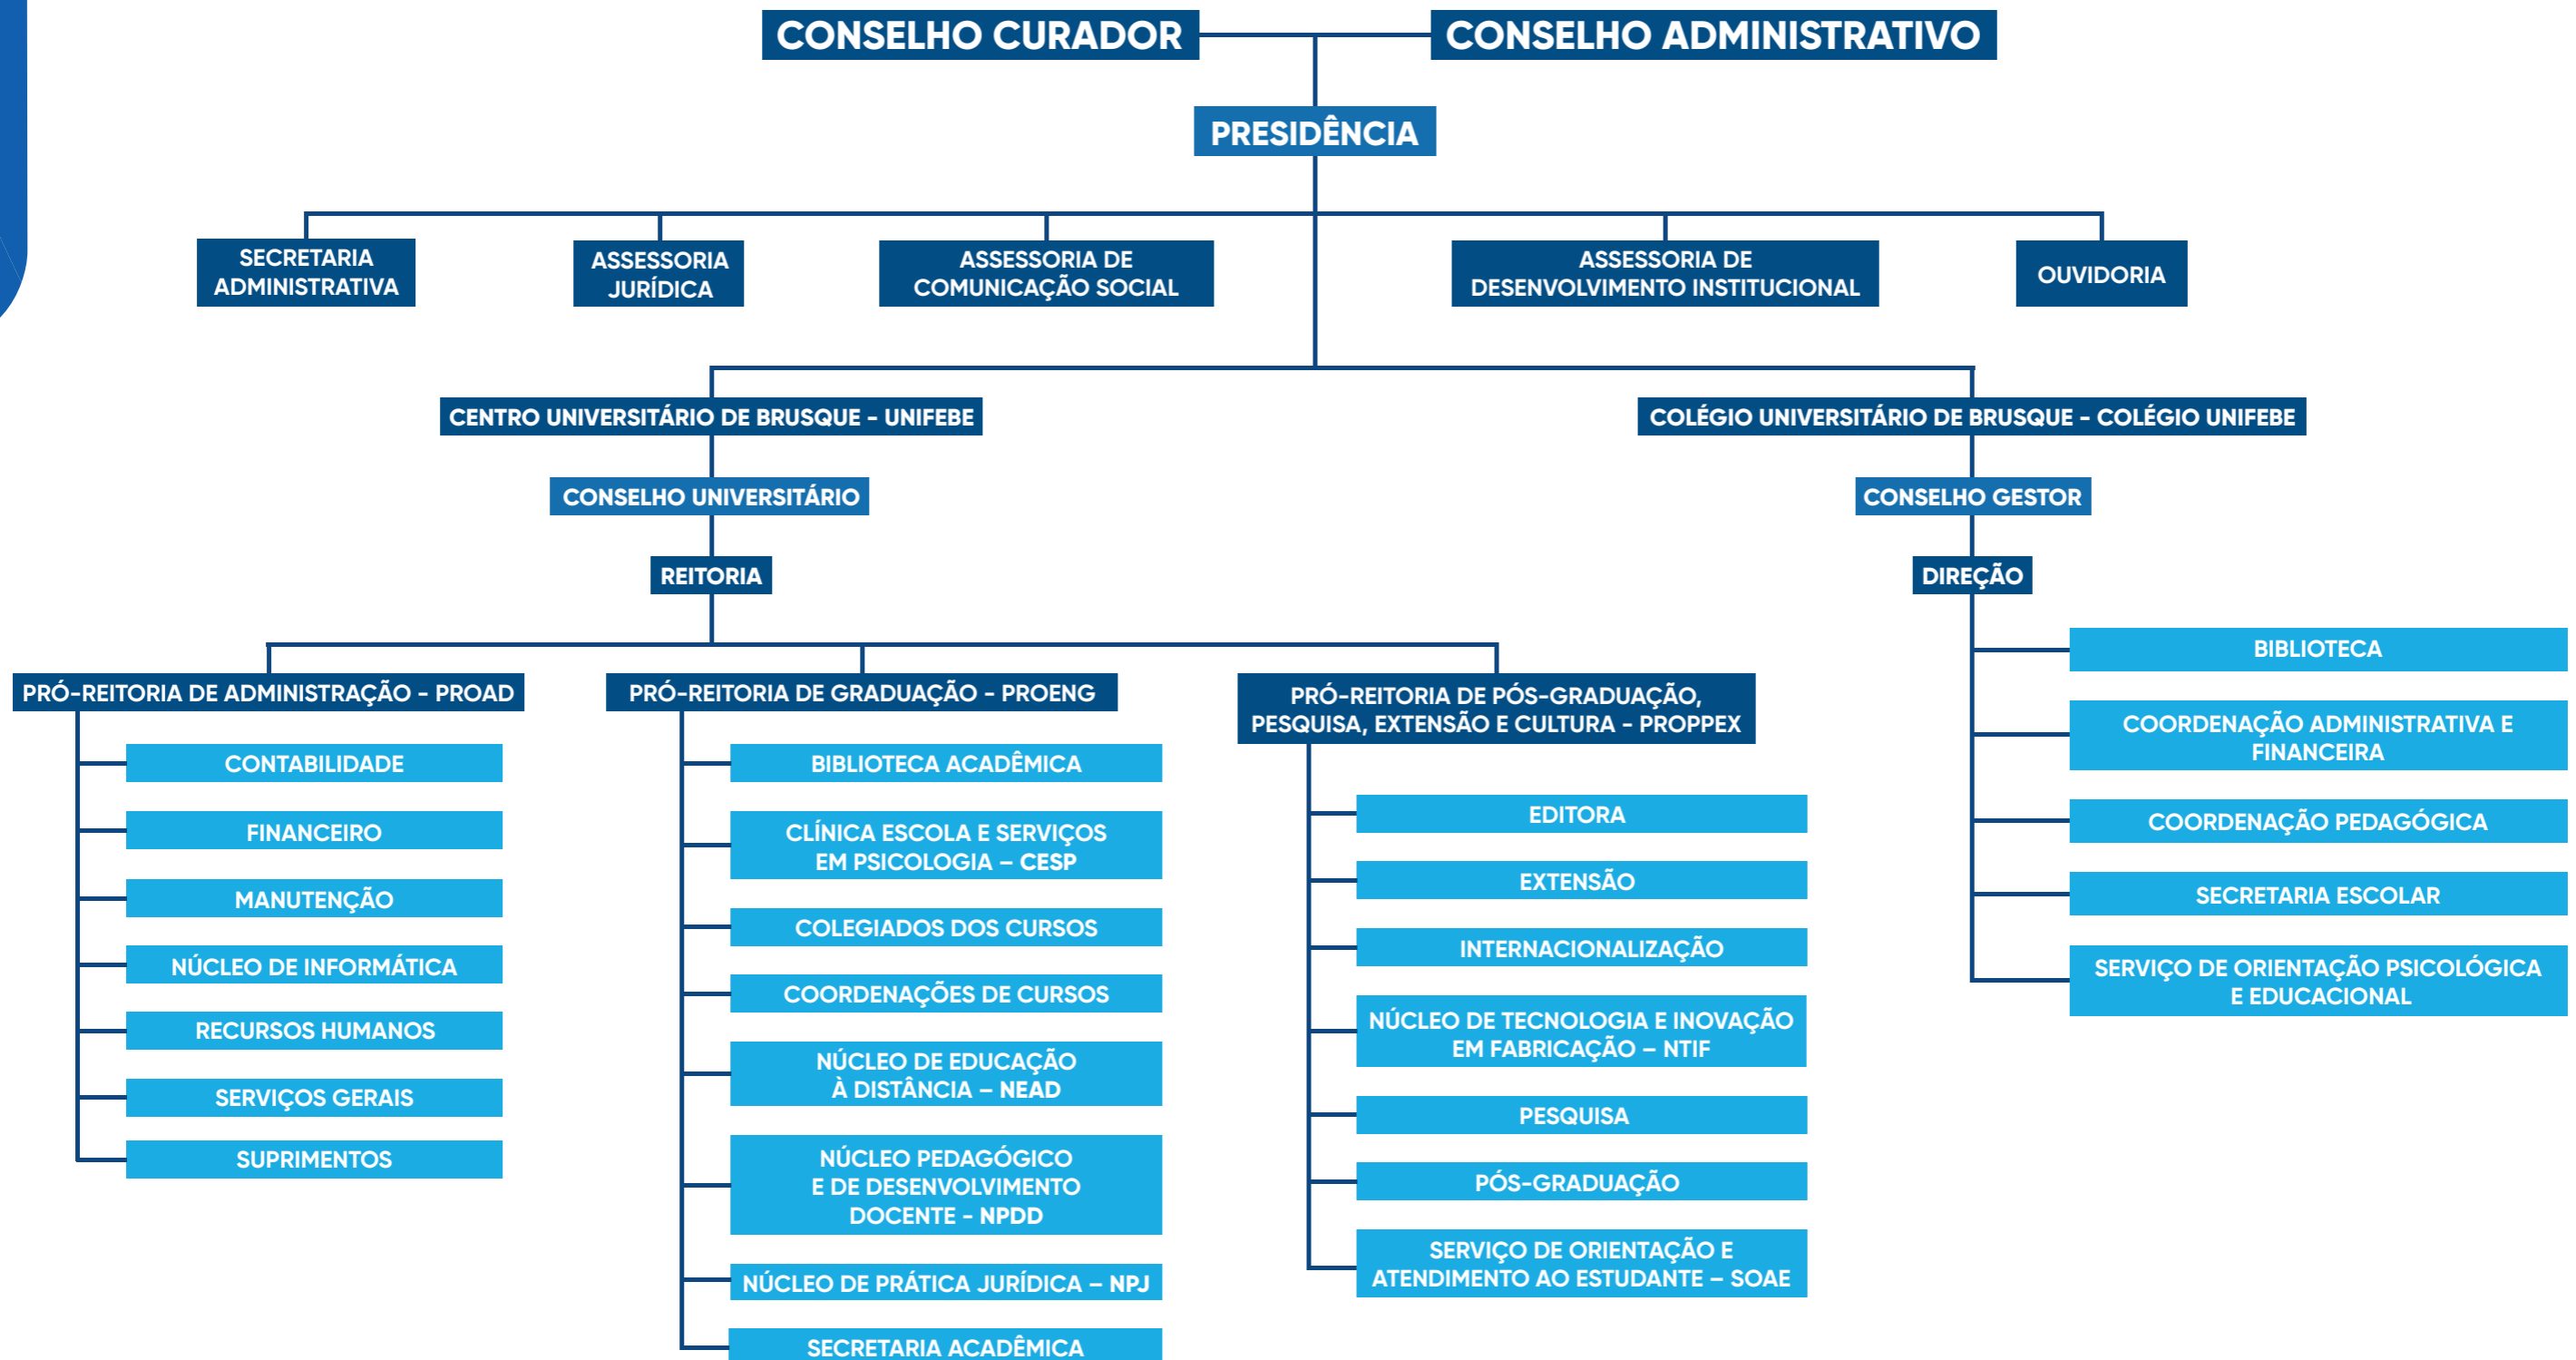 CONSELHO CURADOR
CONSELHO ADMINISTRATIVO
PRESIDÊNCIA
SECRETARIA
ADMINISTRATIVA
ASSESSORIA
JURÍDICA
ASSESSORIA DE
COMUNICAÇÃO SOCIAL
ASSESSORIA DE
DESENVOLVIMENTO INSTITUCIONAL
OUVIDORIA
CENTRO UNIVERSITÁRIO DE BRUSQUE - UNIFEBE
CONSELHO UNIVERSITÁRIO
REITORIA
PRÓ-REITORIA DE ADMINISTRAÇÃO - PROAD
CONTABILIDADE
FINANCEIRO
MANUTENÇÃO
NÚCLEO DE INFORMÁTICA
RECURSOS HUMANOS
SERVIÇOS GERAIS
SUPRIMENTOS
PRÓ-REITORIA DE GRADUAÇÃO - PROENG
BIBLIOTECA ACADÊMICA
CLÍNICA ESCOLA E SERVIÇOS
EM PSICOLOGIA – CESP
COLEGIADOS DOS CURSOS
COORDENAÇÕES DE CURSOS
NÚCLEO DE EDUCAÇÃO
À DISTÂNCIA – NEAD
NÚCLEO PEDAGÓGICO
E DE DESENVOLVIMENTO
DOCENTE - NPDD
NÚCLEO DE PRÁTICA JURÍDICA – NPJ
SECRETARIA ACADÊMICA
PRÓ-REITORIA DE PÓS-GRADUAÇÃO,
PESQUISA, EXTENSÃO E CULTURA - PROPPEX
EDITORA
EXTENSÃO
INTERNACIONALIZAÇÃO
NÚCLEO DE TECNOLOGIA E INOVAÇÃO
EM FABRICAÇÃO – NTIF
PESQUISA
PÓS-GRADUAÇÃO
SERVIÇO DE ORIENTAÇÃO E
ATENDIMENTO AO ESTUDANTE – SOAE
COLÉGIO UNIVERSITÁRIO DE BRUSQUE - COLÉGIO UNIFEBE
CONSELHO GESTOR
DIREÇÃO
BIBLIOTECA
COORDENAÇÃO ADMINISTRATIVA E
FINANCEIRA
COORDENAÇÃO PEDAGÓGICA
SECRETARIA ESCOLAR
SERVIÇO DE ORIENTAÇÃO PSICOLÓGICA
E EDUCACIONAL